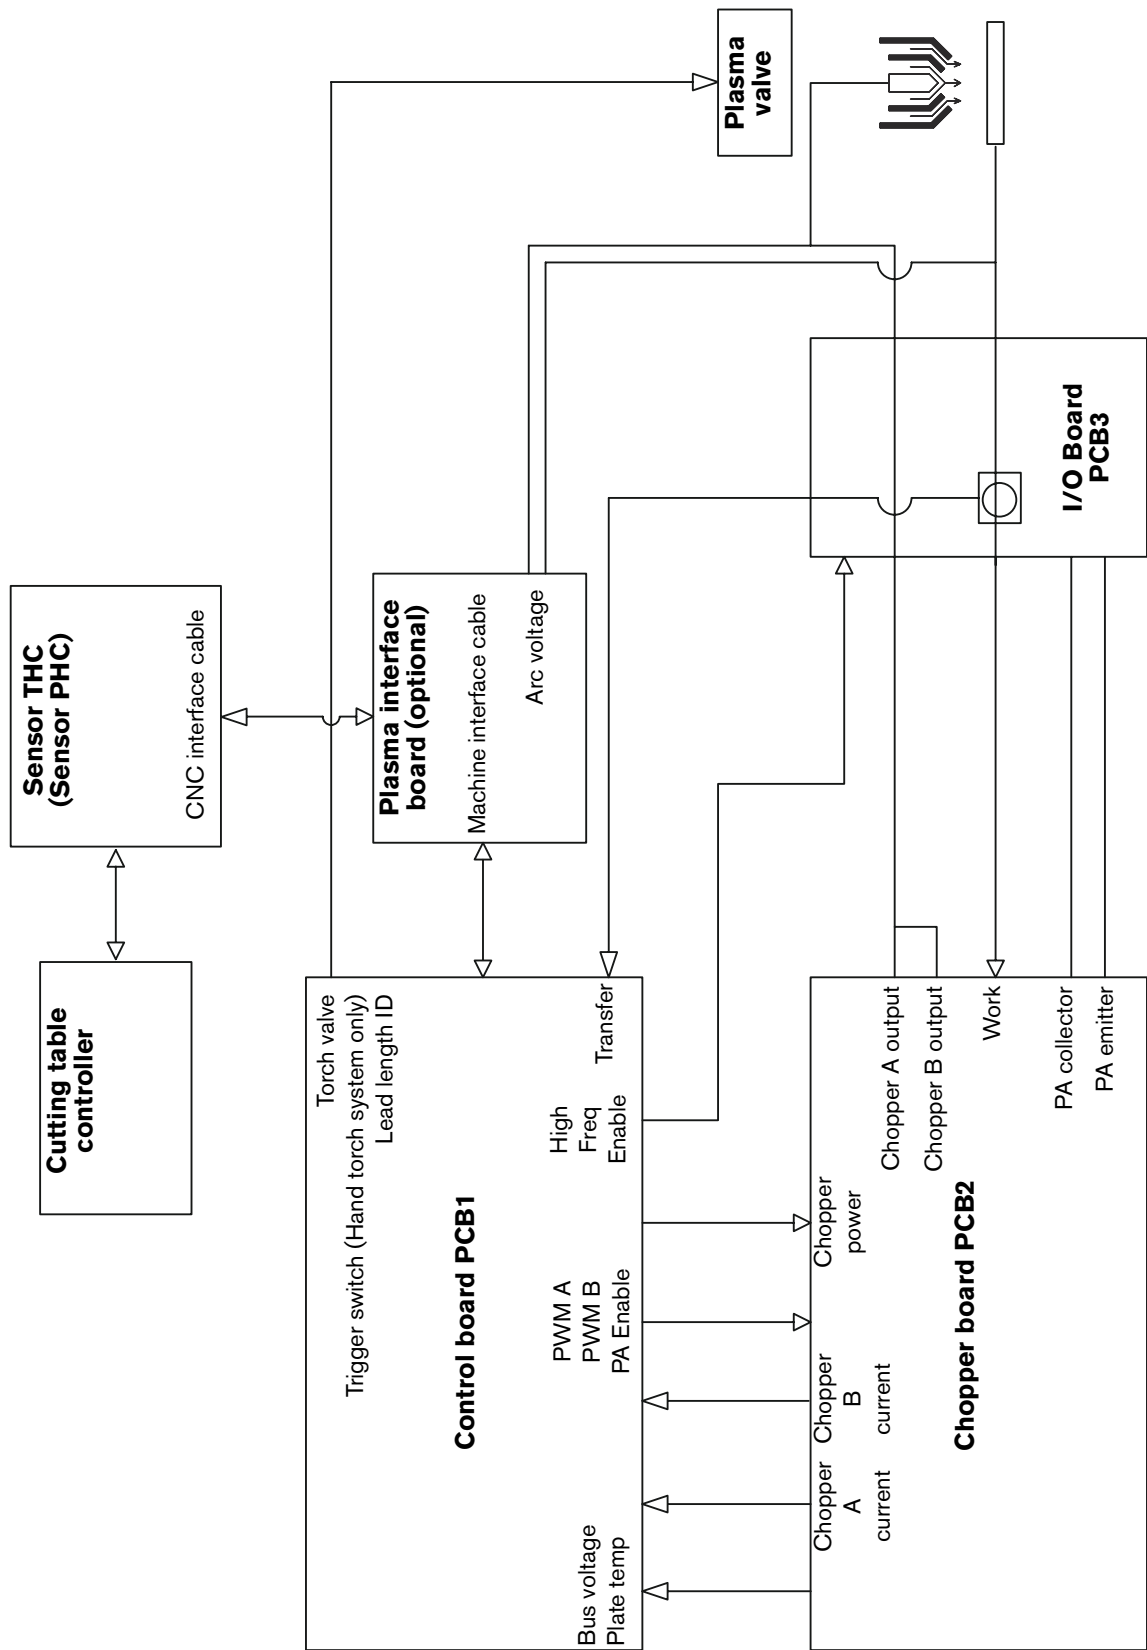 Cutting table
controller
Sensor THC
(Sensor PHC)
CNC interface cable
Torch valve
Trigger switch (Hand torch system only)
Lead length ID
Control board PCB1
Bus voltage
Plate temp
PWM A
PWM B
PA Enable
High
Freq
Enable
Transfer
Plasma interface
board (optional)
Machine interface cable
Arc voltage
Plasma
valve
Chopper
A
current
Chopper
B
current
Chopper
power
Chopper A output
Chopper B output
Work
PA collector
PA emitter
Chopper board PCB2
I/O Board
PCB3